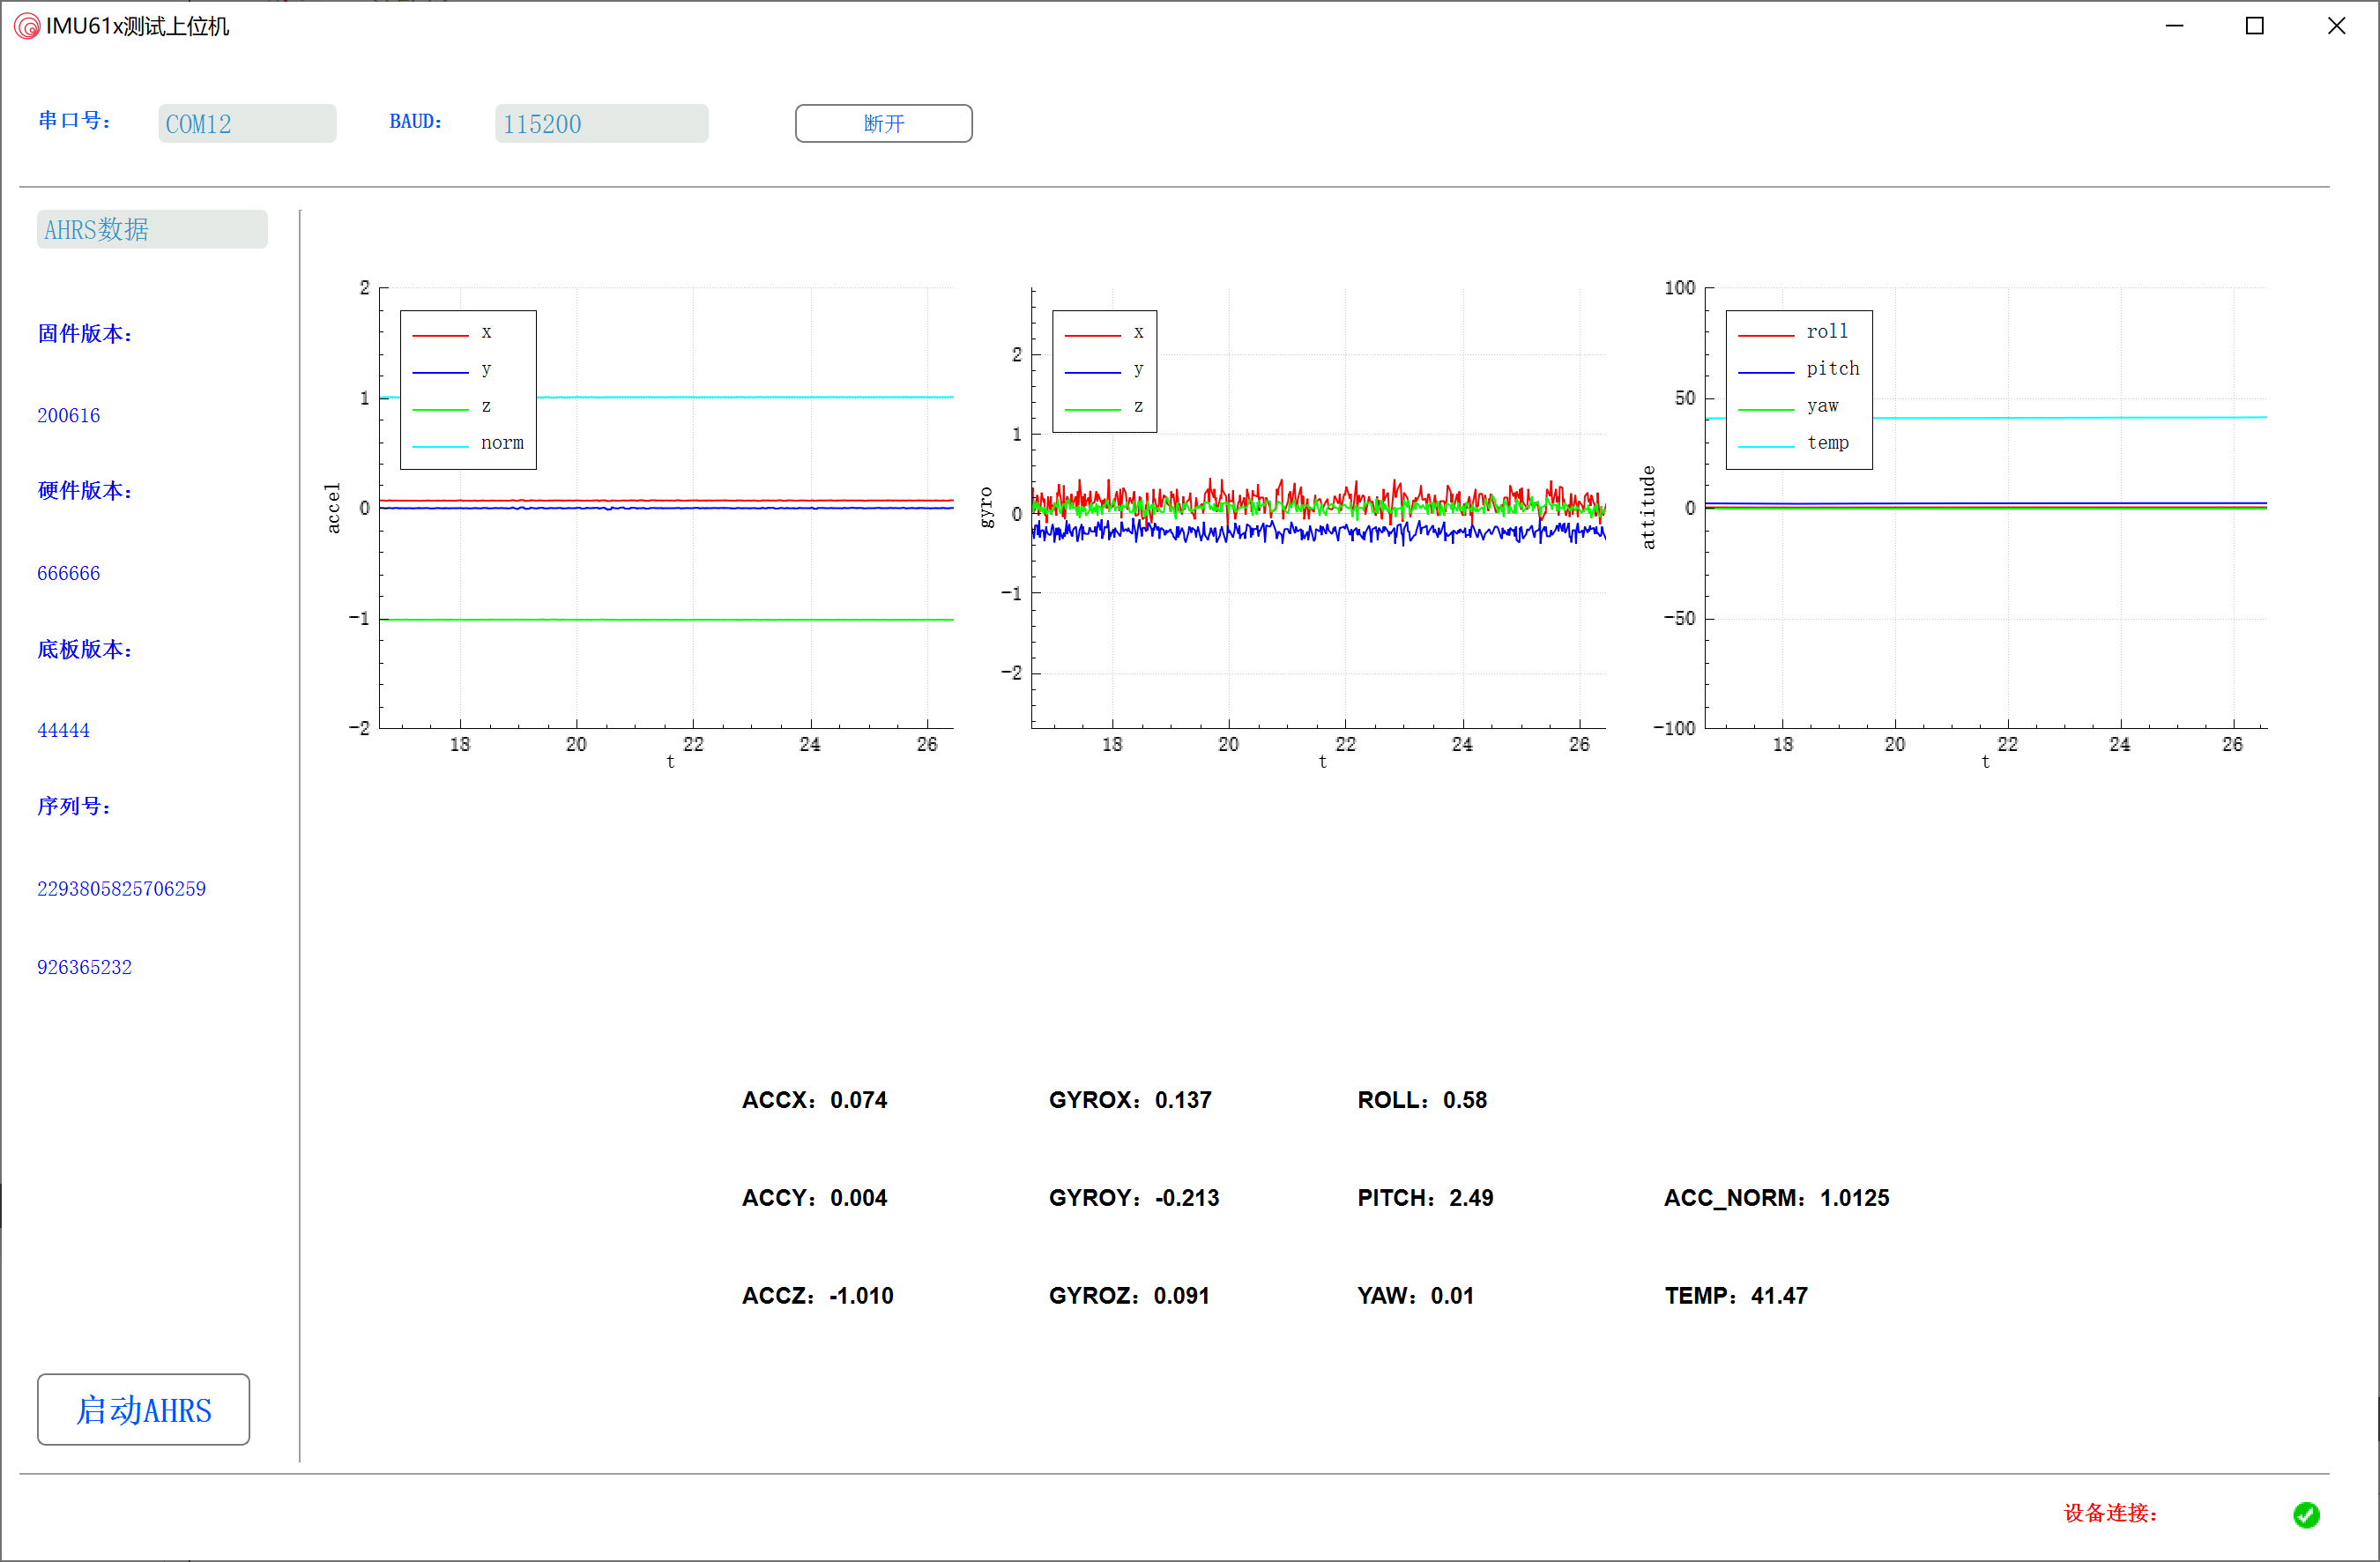 IMU61x测试上位机
串口号： COM12 BAUD： 115200 断开
AHRS数据
固件版本：
200616
硬件版本：
666666
底板版本：
44444
序列号：
2293805825706259
926365232
启动AHRS
accel
2
1
0
-1
-2
x
y
z
norm
18 20 22 24 26
t
gyro
2
1
0
-1
-2
x
y
z
18 20 22 24 26
t
attitude
100
50
0
-50
-100
roll
pitch
yaw
temp
18 20 22 24 26
t
ACCX：0.074 GYROX：0.137 ROLL：0.58
ACCY：0.004 GYROY：-0.213 PITCH：2.49 ACC_NORM：1.0125
ACCZ：-1.010 GYROZ：0.091 YAW：0.01 TEMP：41.47
设备连接：